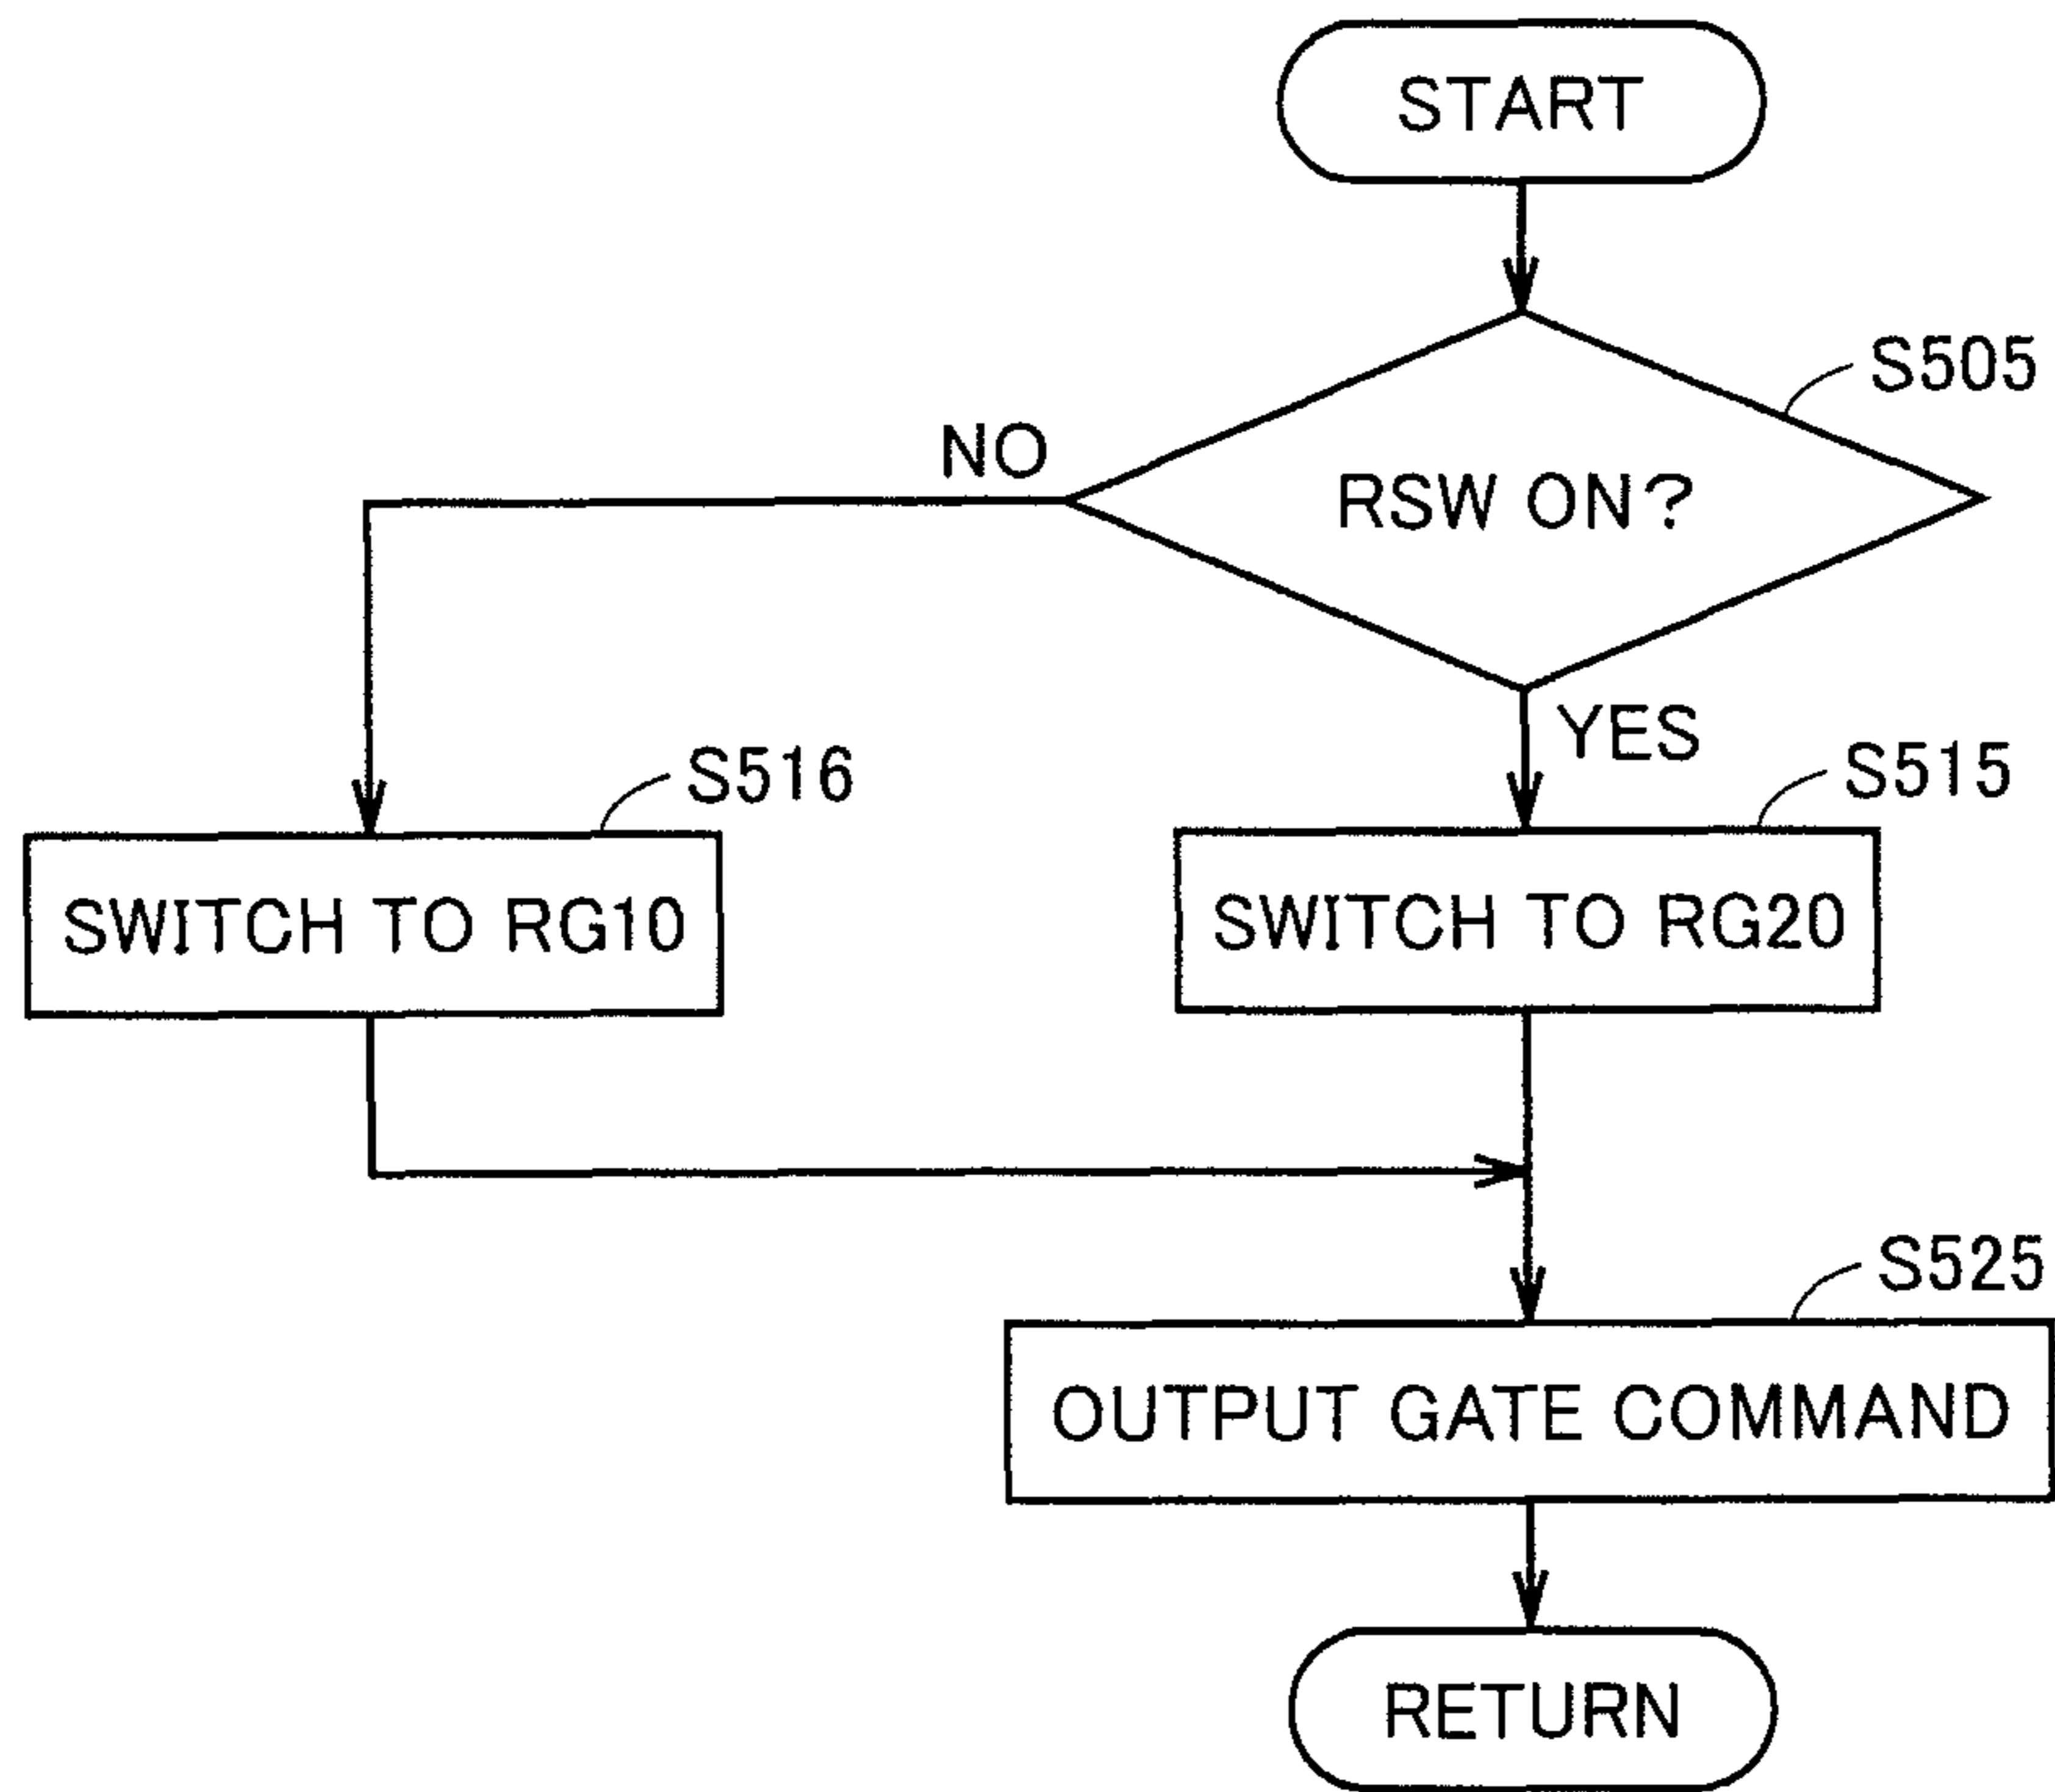 START
S505
NO
RSW ON?
YES
S516
S515
SWITCH TO RG10
SWITCH TO RG20
S525
OUTPUT GATE COMMAND
RETURN